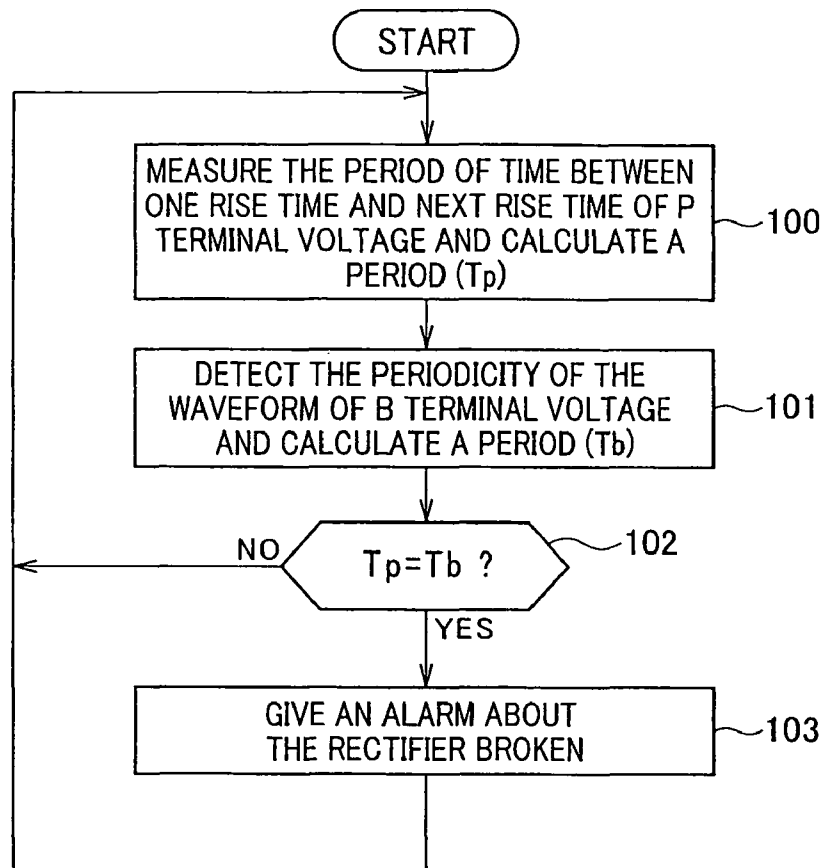 START
MEASURE THE PERIOD OF TIME BETWEEN
ONE RISE TIME AND NEXT RISE TIME OF P
TERMINAL VOLTAGE AND CALCULATE A
PERIOD (Tp)
100
DETECT THE PERIODICITY OF THE
WAVEFORM OF B TERMINAL VOLTAGE
AND CALCULATE A PERIOD (Tb)
101
NO
Tp=Tb ?
102
YES
GIVE AN ALARM ABOUT
THE RECTIFIER BROKEN
103